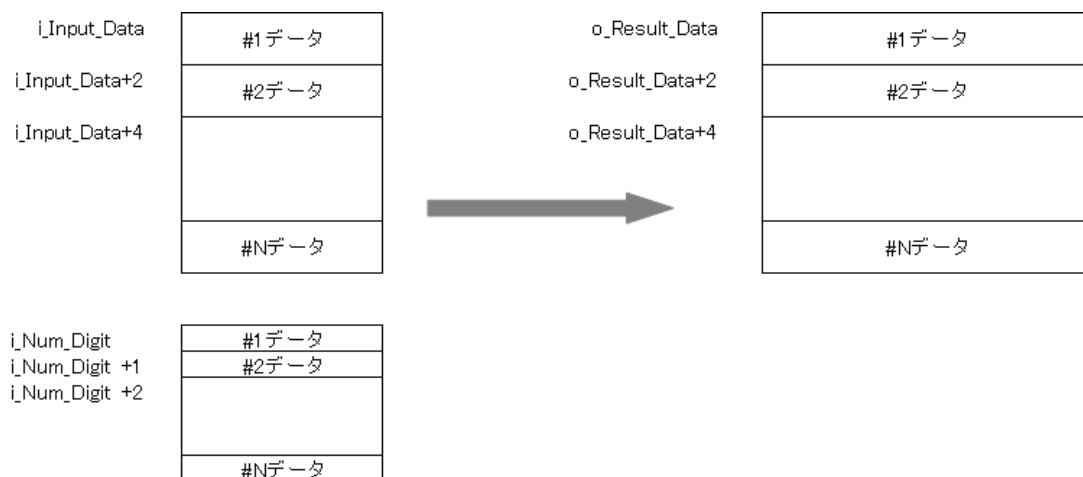 i_Input_Data
#1データ
i_Input_Data+2
#2データ
i_Input_Data+4
#Nデータ
o_Result_Data
#1データ
o_Result_Data+2
#2データ
o_Result_Data+4
#Nデータ
i_Num_Digit
#1データ
i_Num_Digit +1
#2データ
i_Num_Digit +2
#Nデータ